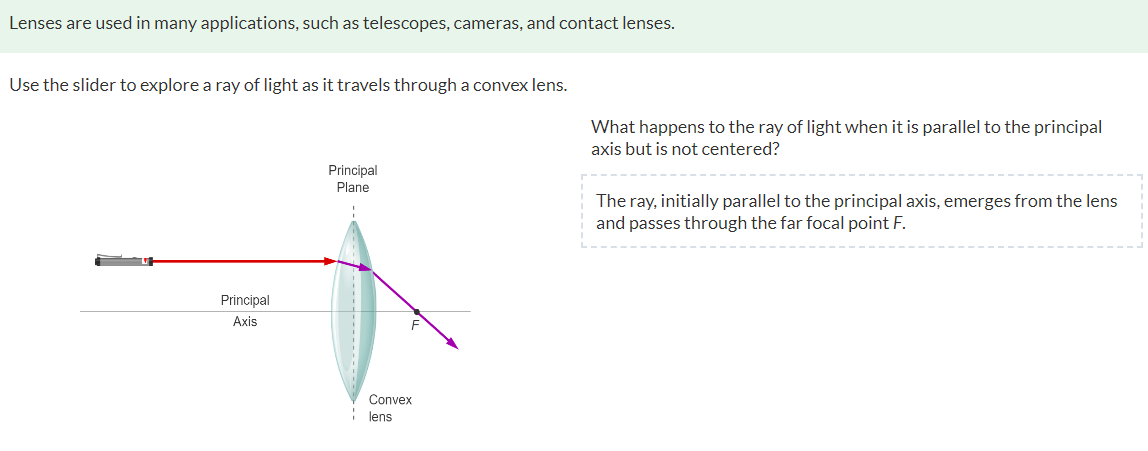 Lenses are used in many applications, such as telescopes, cameras, and contact lenses.
Use the slider to explore a ray of light as it travels through a convex lens.
What happens to the ray of light when it is parallel to the principal
axis but is not centered?
The ray, initially parallel to the principal axis, emerges from the lens
and passes through the far focal point F.
Principal
Plane
Principal
Axis
F
Convex
lens